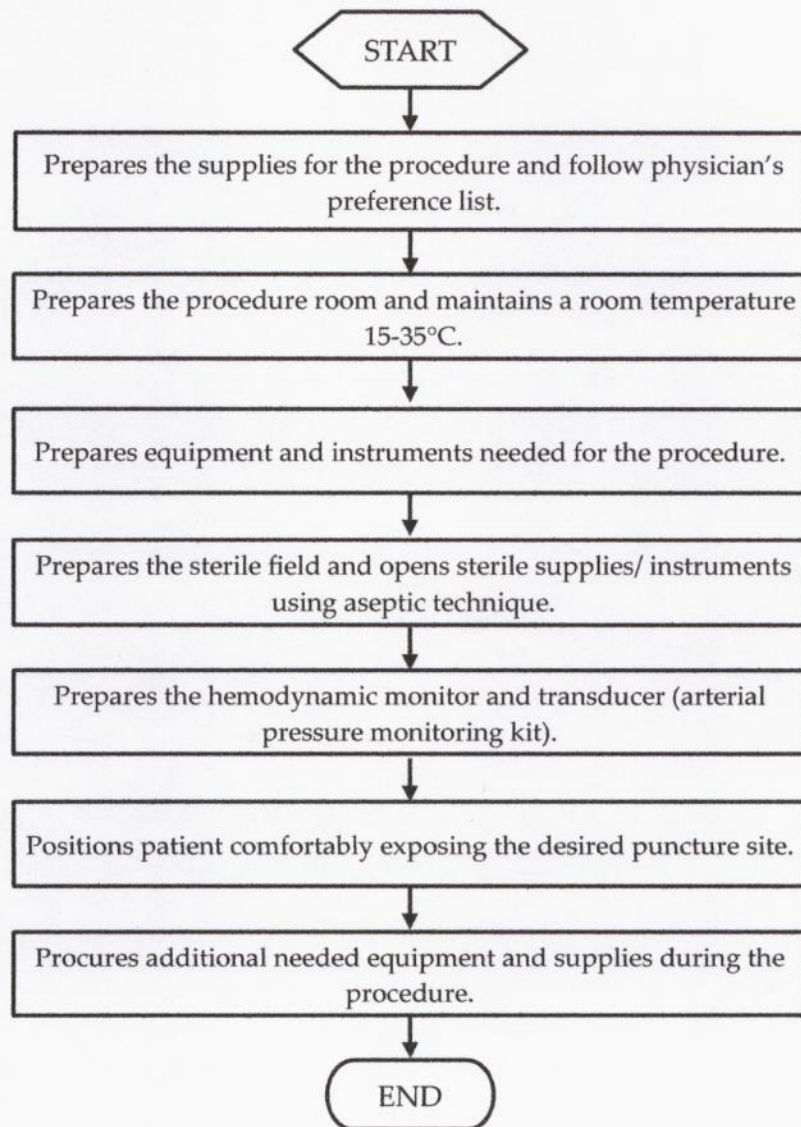 START
Prepares the supplies for the procedure and follow physician's
preference list.
Prepares the procedure room and maintains a room temperature
15-35°C.
Prepares equipment and instruments needed for the procedure.
Prepares the sterile field and opens sterile supplies/ instruments
using aseptic technique.
Prepares the hemodynamic monitor and transducer (arterial
pressure monitoring kit).
Positions patient comfortably exposing the desired puncture site.
Procures additional needed equipment and supplies during the
procedure.
END